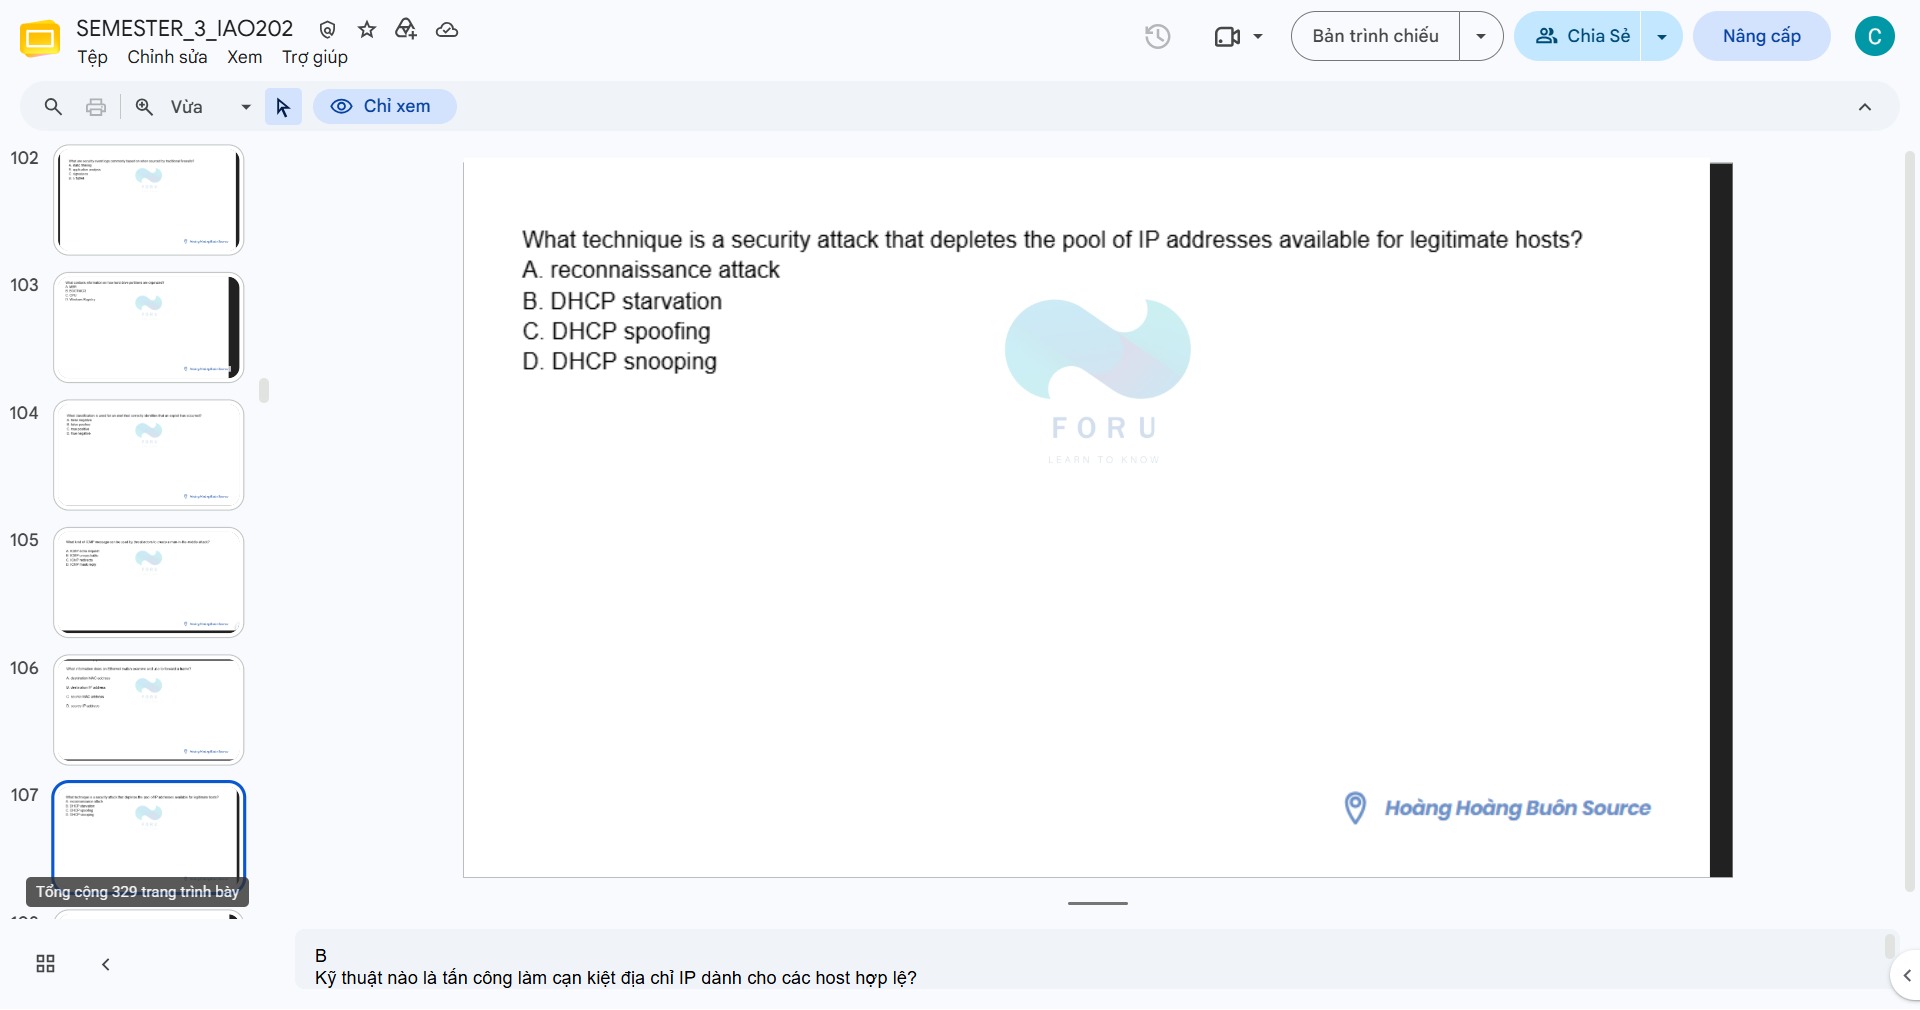 SEMESTER_3_IAO202
Tệp Chỉnh sửa Xem Trợ giúp
Bản trình chiếu
Chia Sẻ
Nâng cấp
C
Vừa
Chỉ xem
102
103
104
105
106
107
Tổng cộng 329 trang trình bày
What technique is a security attack that depletes the pool of IP addresses available for legitimate hosts?
A. reconnaissance attack
B. DHCP starvation
C. DHCP spoofing
D. DHCP snooping
FORU
LEARN TO KNOW
Hoàng Hoàng Buôn Source
B
Kỹ thuật nào là tấn công làm cạn kiệt địa chỉ IP dành cho các host hợp lệ?